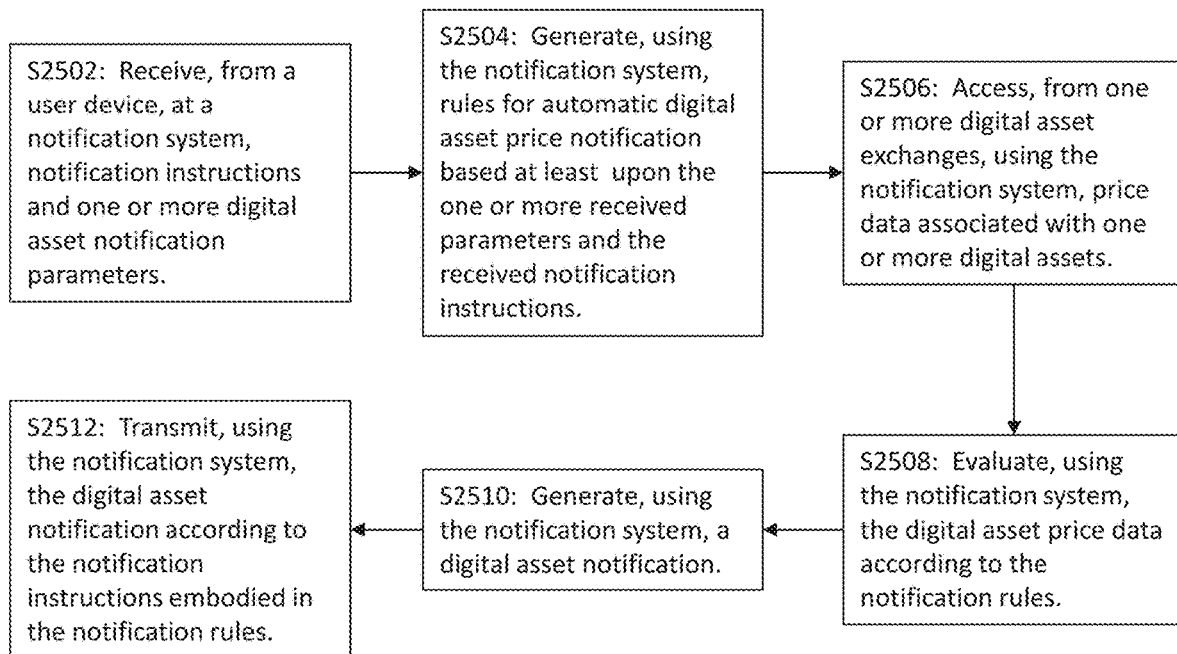 S2502:  Receive, from a
user device, at a
notification system,
notification instructions
and one or more digital
asset notification
parameters.
S2504:  Generate, using
the notification system,
rules for automatic digital
asset price notification
based at least  upon the
one or more received
parameters and the
received notification
instructions.
S2506:  Access, from one
or more digital asset
exchanges, using the
notification system, price
data associated with one
or more digital assets.
S2508:  Evaluate, using
the notification system,
the digital asset price data
according to the
notification rules.
S2510:  Generate, using
the notification system, a
digital asset notification.
S2512:  Transmit, using
the notification system,
the digital asset
notification according to
the notification
instructions embodied in
the notification rules.